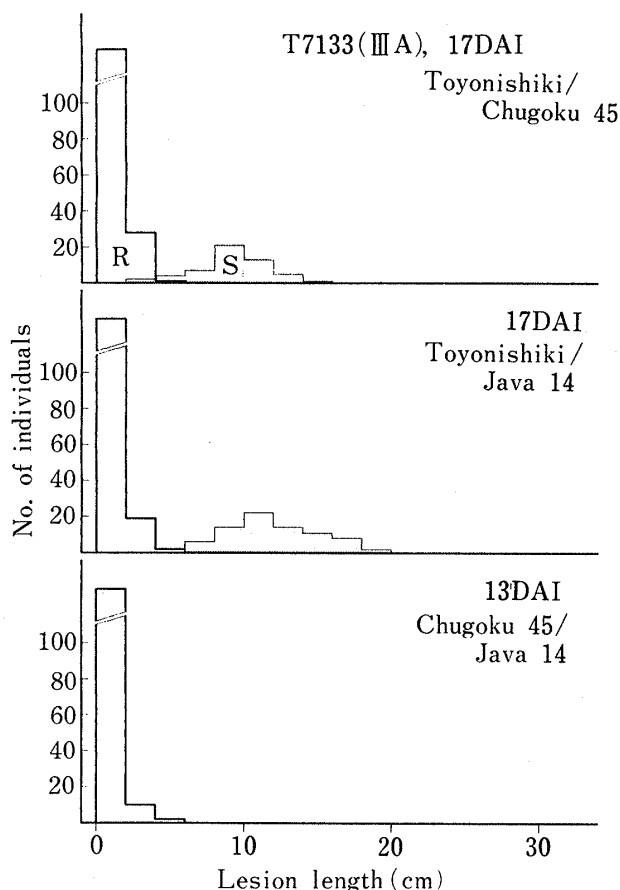 T7133(ⅢA), 17DAI
Toyonishiki/
Chugoku 45
100
80
60
40
20
R
S
17DAI
Toyonishiki/
Java 14
100
80
60
40
20
13DAI
Chugoku 45/
Java 14
100
80
60
40
20
No. of individuals
0 10 20 30
Lesion length (cm)